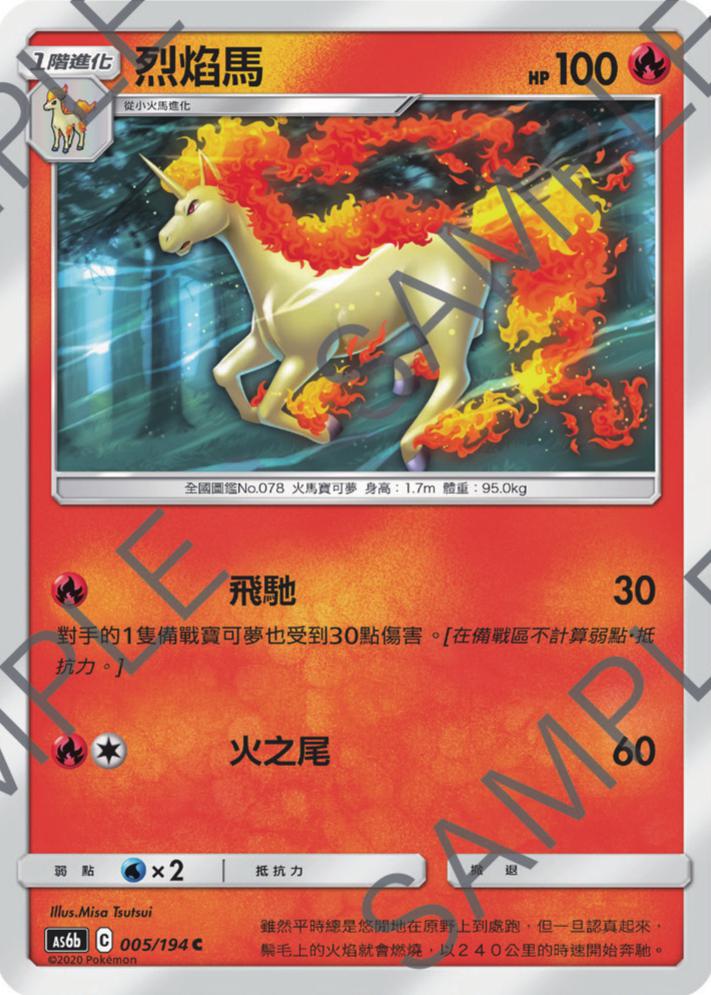 1階進化 烈焰馬 HP 100
從小火馬進化
全國圖鑑No.078 火馬寶可夢 身高：1.7m 體重：95.0kg
飛馳 30
對手的1隻備戰寶可夢也受到30點傷害。[在備戰區不計算弱點・抵
抗力。]
火之尾 60
弱點 ×2 抵抗力 撤退
Illus.Misa Tsutsui
AS6b C 005/194 C
©2020 Pokémon
雖然平時總是悠閒地在原野上到處跑，但一旦認真起來，
鬃毛上的火焰就會燃燒，以２４０公里的時速開始奔馳。
SAMPLE
SAMPLE
SAMPLE